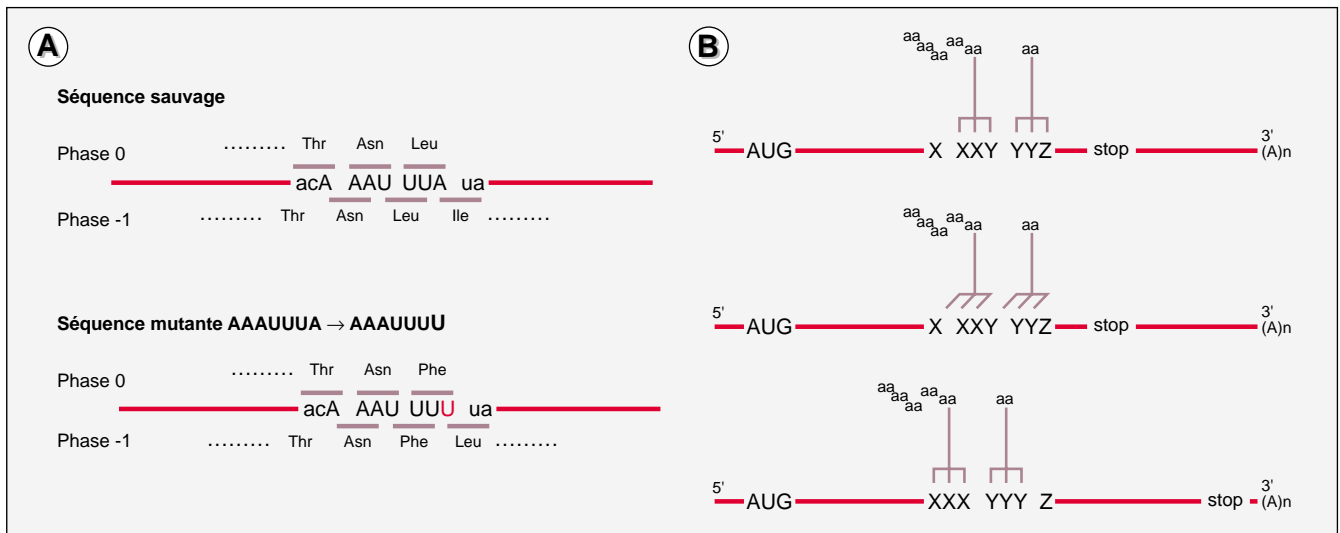 A
Séquence sauvage
Phase 0
......... Thr Asn Leu
acA AAU UUA ua
Phase -1
......... Thr Asn Leu Ile .........
Séquence mutante AAAUUUA → AAAUUUU
Phase 0
......... Thr Asn Phe
acA AAU UUU ua
Phase -1
......... Thr Asn Phe Leu .........
B
aa aa aa aa aa aa
5' AUG X XXY YYZ stop 3' (A)n
aa aa aa aa aa aa
5' AUG X XXY YYZ stop 3' (A)n
aa aa aa aa aa aa
5' AUG XXX YYY Z stop 3' (A)n